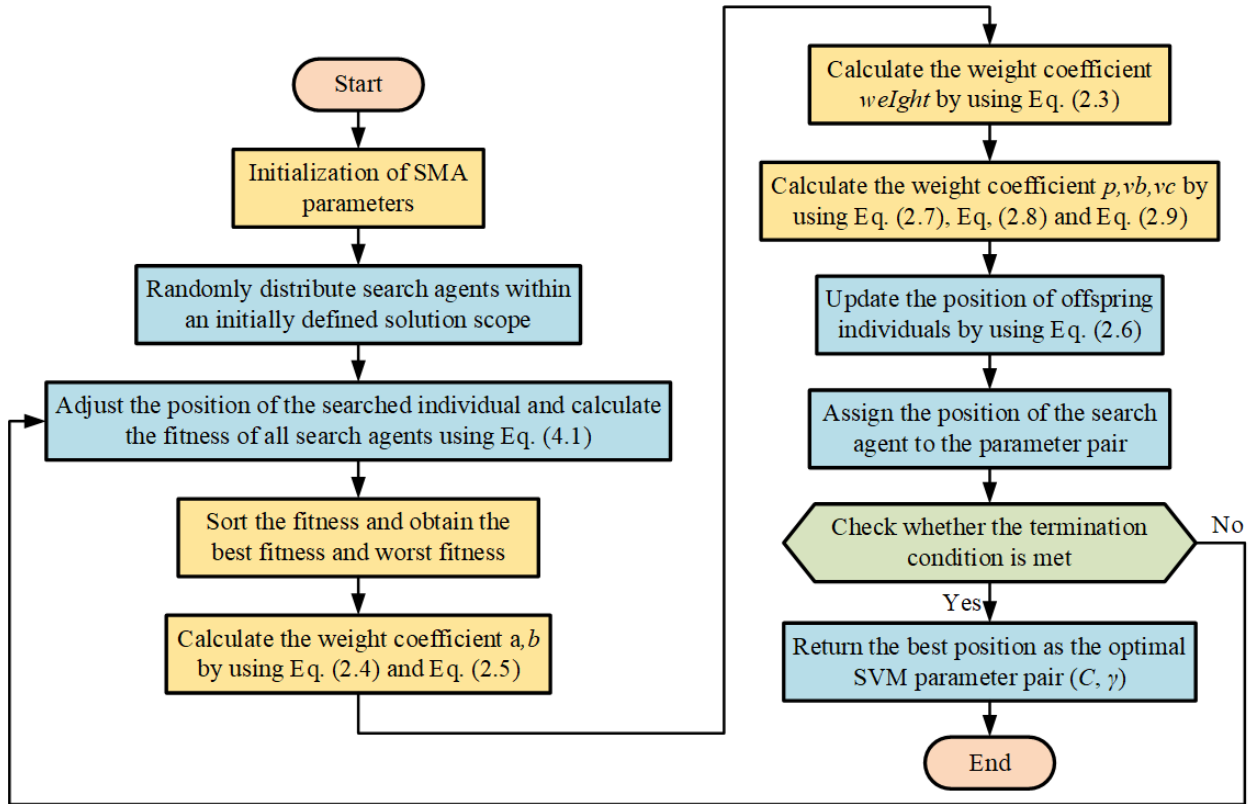 Start
Initialization of SMA
parameters
Randomly distribute search agents within
an initially defined solution scope
Adjust the position of the searched individual and calculate
the fitness of all search agents using Eq. (4.1)
Sort the fitness and obtain the
best fitness and worst fitness
Calculate the weight coefficient a,b
by using Eq. (2.4) and Eq. (2.5)
Calculate the weight coefficient
weIght by using Eq. (2.3)
Calculate the weight coefficient p,vb,vc by
using Eq. (2.7), Eq, (2.8) and Eq. (2.9)
Update the position of offspring
individuals by using Eq. (2.6)
Assign the position of the search
agent to the parameter pair
Check whether the termination
condition is met
No
Yes
Return the best position as the optimal
SVM parameter pair (C, γ)
End